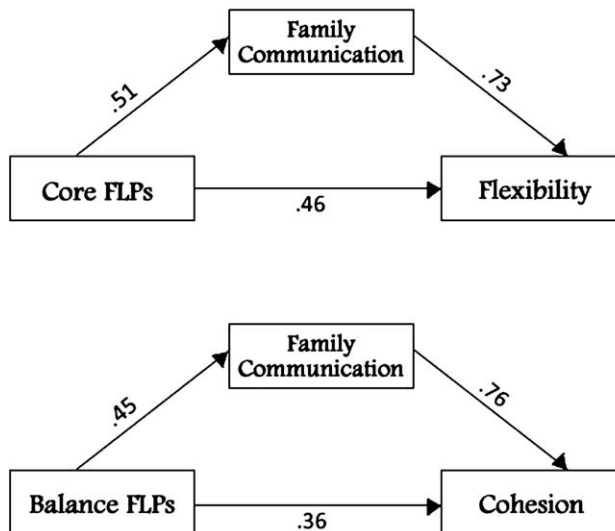 Family
Communication
.51
.73
Core FLPs
Flexibility
.46
Family
Communication
.45
.76
Balance FLPs
Cohesion
.36